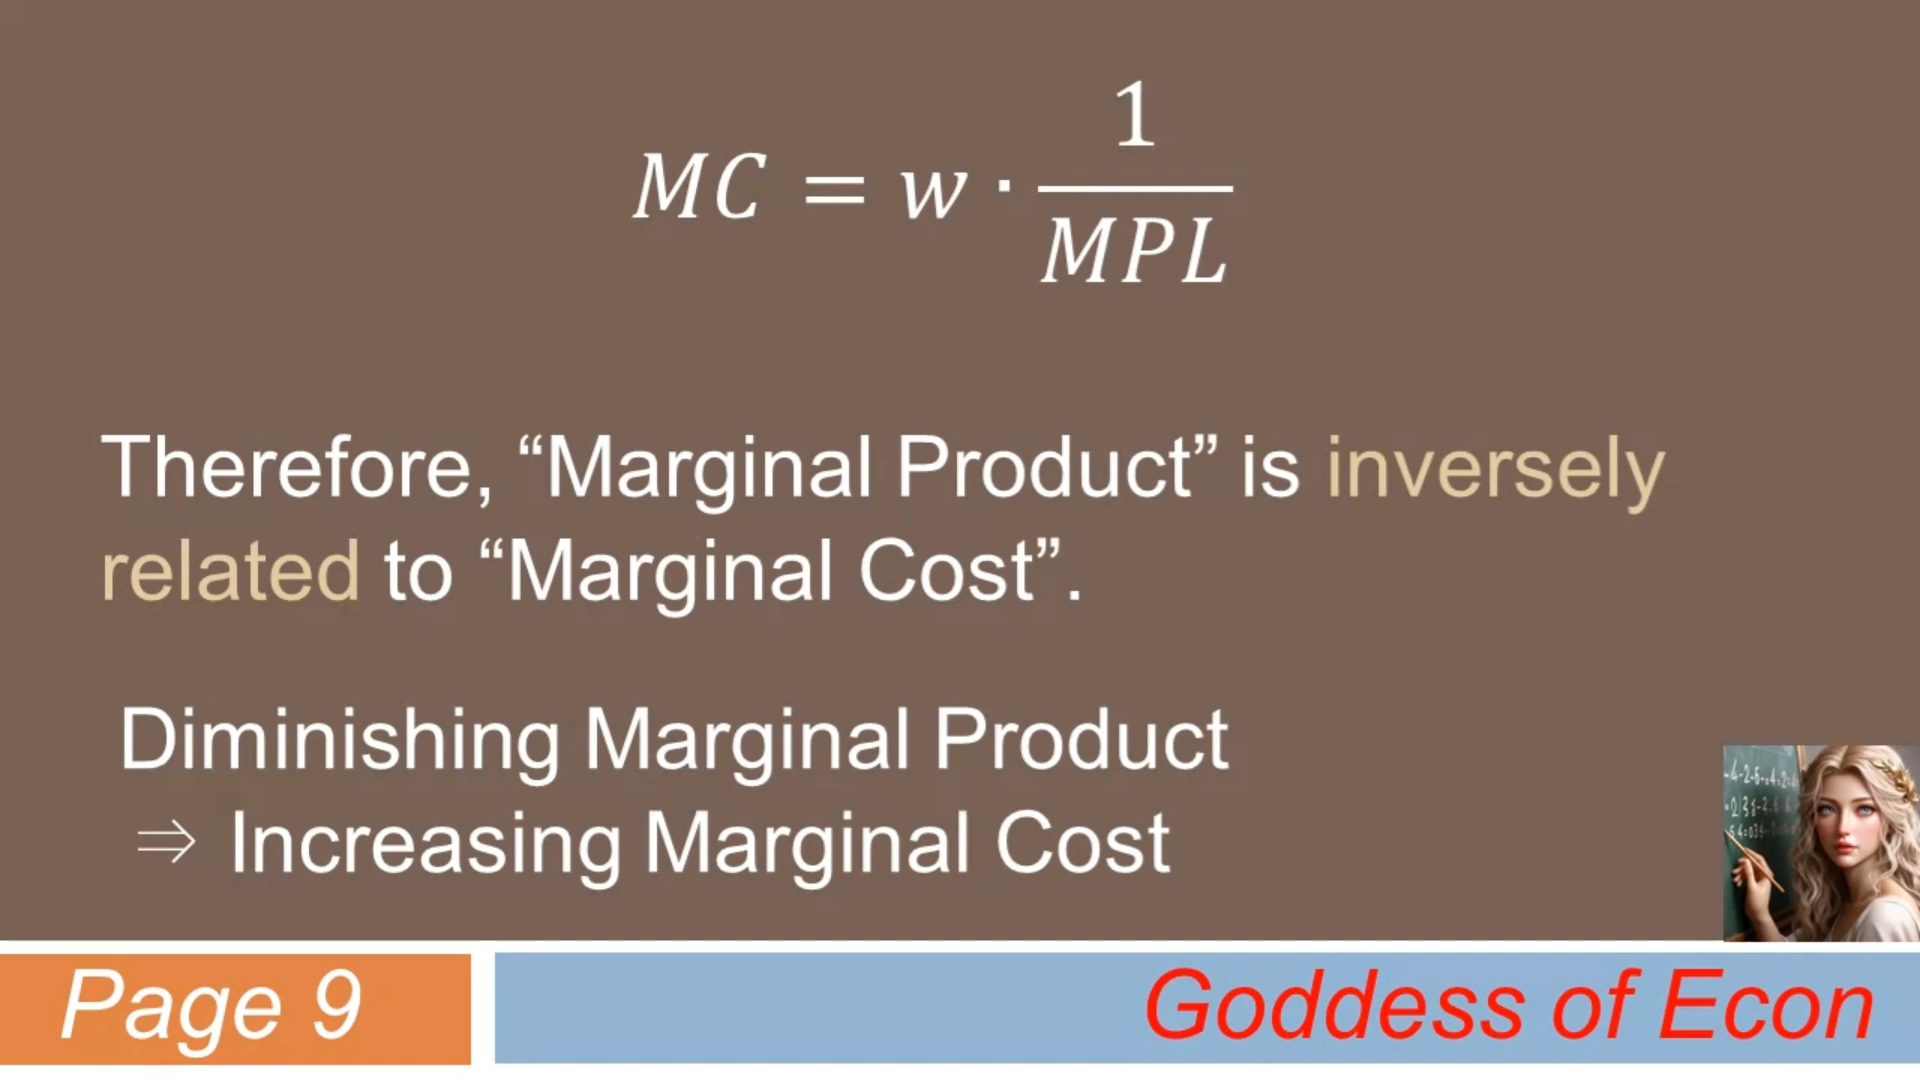 MC = w · 1/MPL
Therefore, “Marginal Product” is inversely
related to “Marginal Cost”.
Diminishing Marginal Product
⇒ Increasing Marginal Cost
Page 9
Goddess of Econ